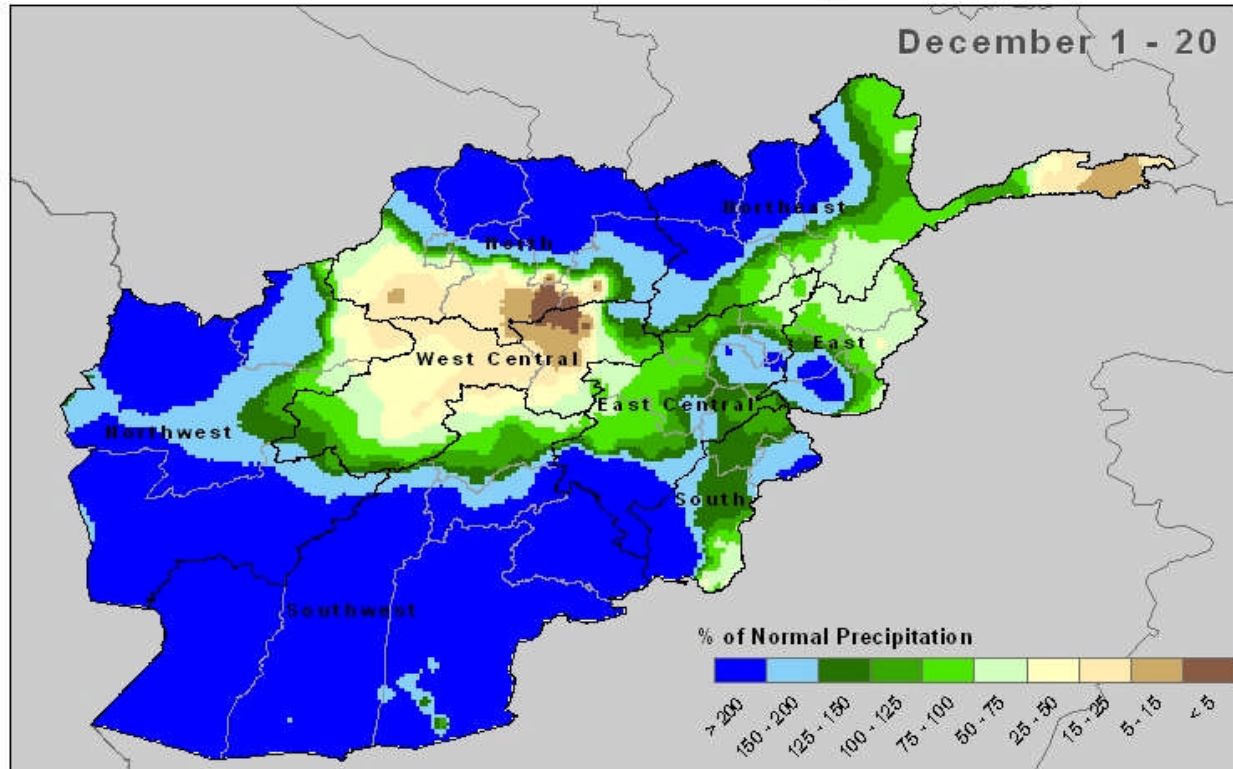 December 1 - 20
Northeast
North
East
West Central
East Central
Northwest
South
Southwest
% of Normal Precipitation
> 200
150 - 200
125 - 150
100 - 125
75 - 100
50 - 75
25 - 50
15 - 25
5 - 15
< 5